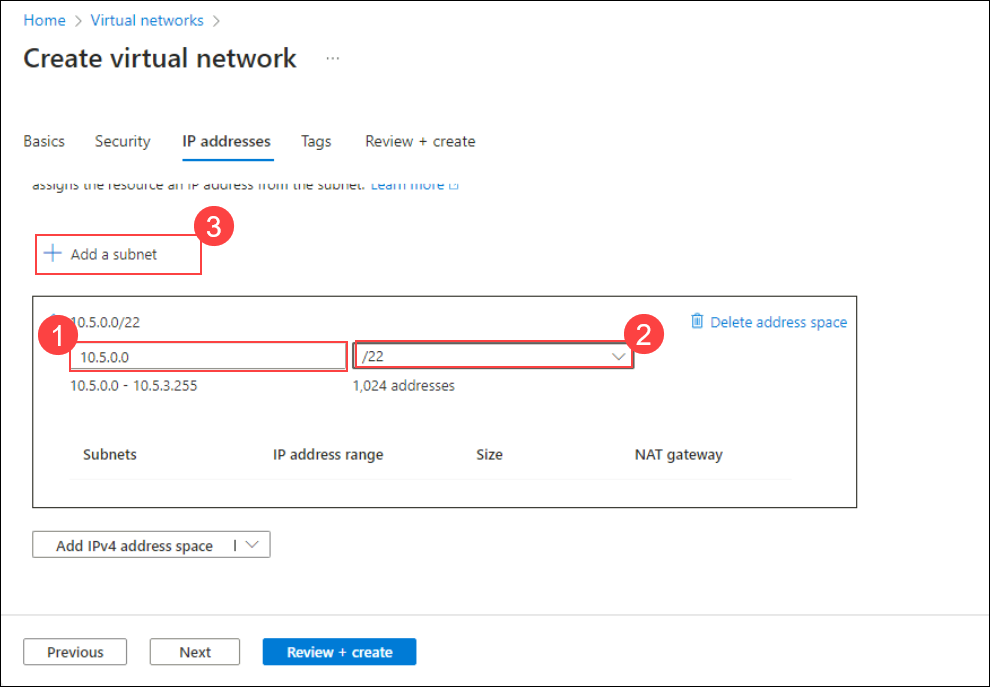 Home > Virtual networks >
Create virtual network ...
Basics Security IP addresses Tags Review + create
assigns the resource an IP address from the subnet. Learn more
3
+ Add a subnet
1
10.5.0.0/22
Delete address space
2
10.5.0.0
/22
10.5.0.0 - 10.5.3.255
1,024 addresses
Subnets IP address range Size NAT gateway
Add IPv4 address space
Previous Next Review + create